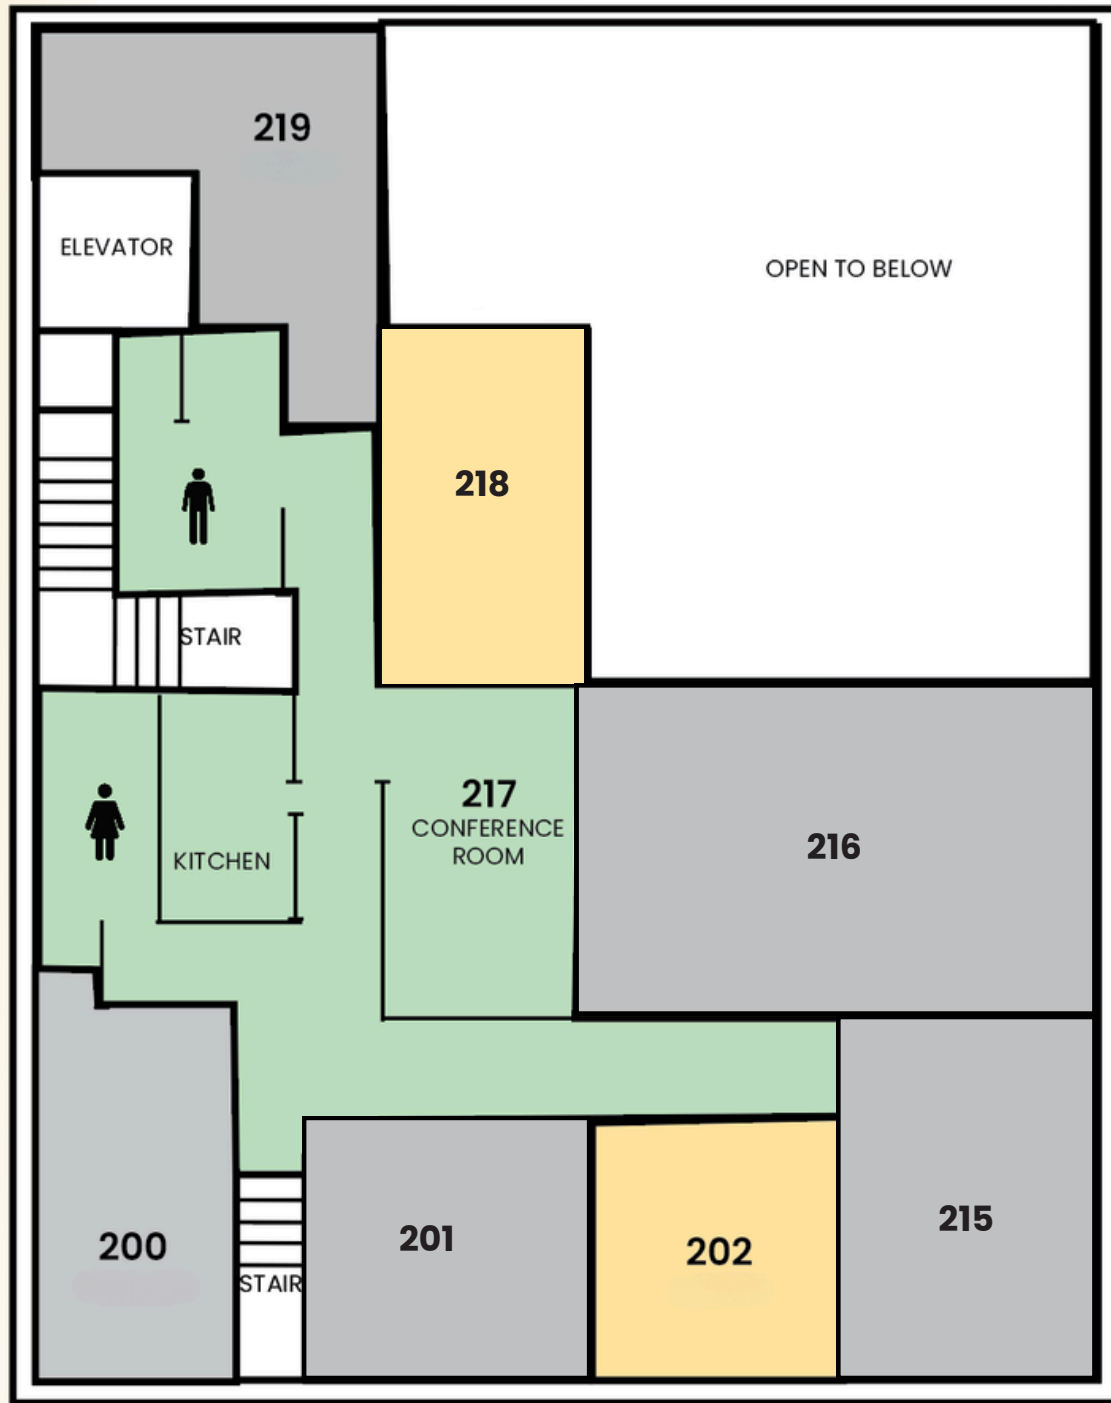 219
ELEVATOR
OPEN TO BELOW
218
STAIR
217
CONFERENCE
ROOM
216
KITCHEN
200
STAIR
201
202
215